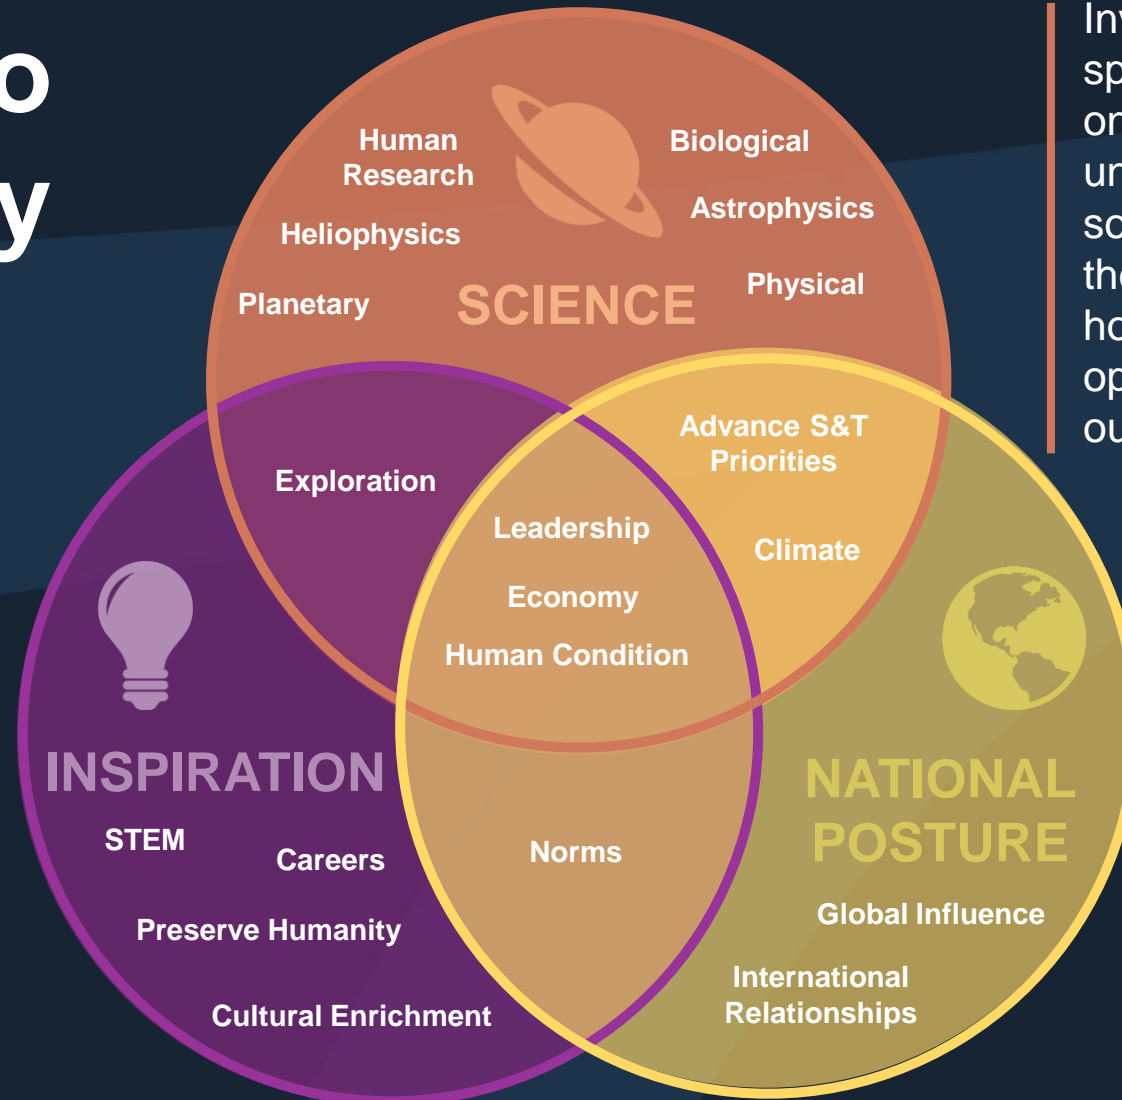 Human
Research
Biological
Astrophysics
Heliophysics
Physical
Planetary
SCIENCE
Advance S&T
Priorities
Exploration
Leadership
Climate
Economy
Human Condition
INSPIRATION
NATIONAL
POSTURE
STEM
Careers
Norms
Preserve Humanity
Global Influence
International
Relationships
Cultural Enrichment